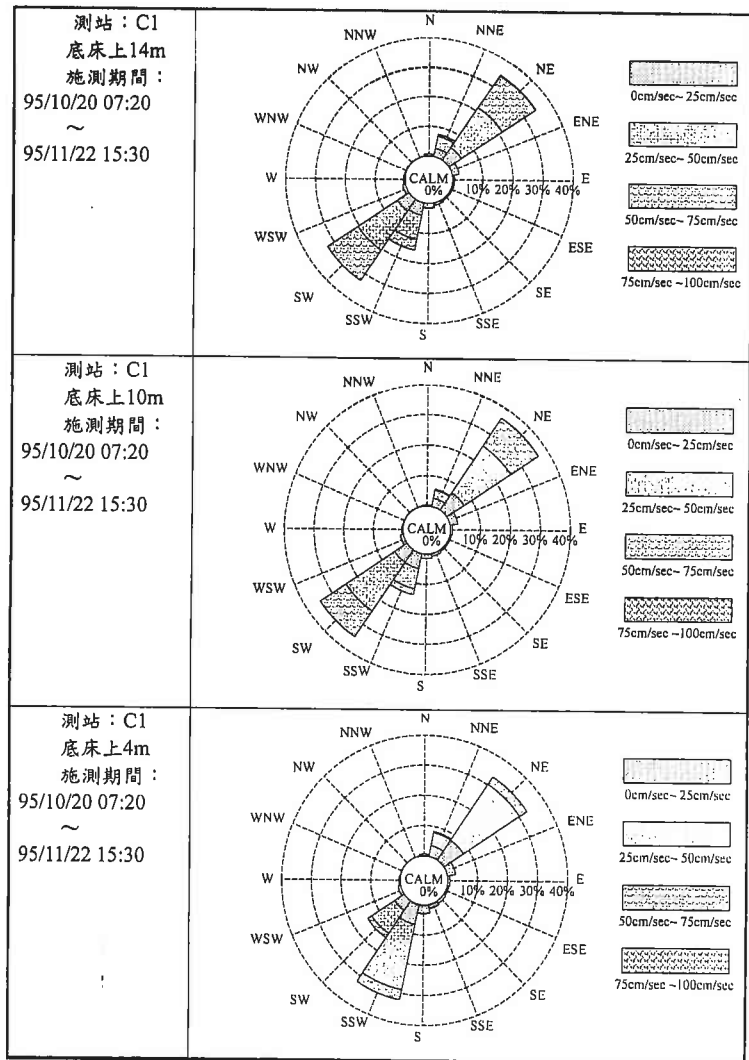 測站：C1
底床上14m
施測期間：
95/10/20 07:20
～
95/11/22 15:30
N
NNW
NNE
NW
NE
WNW
ENE
W
CALM
0% 10% 20% 30% 40%
E
WSW
ESE
SW
SE
SSW
SSE
S
0cm/sec~ 25cm/sec
25cm/sec~ 50cm/sec
50cm/sec~ 75cm/sec
75cm/sec ~100cm/sec
測站：C1
底床上10m
施測期間：
95/10/20 07:20
～
95/11/22 15:30
N
NNW
NNE
NW
NE
WNW
ENE
W
CALM
0% 10% 20% 30% 40%
E
WSW
ESE
SW
SE
SSW
SSE
S
0cm/sec~ 25cm/sec
25cm/sec~ 50cm/sec
50cm/sec~ 75cm/sec
75cm/sec ~100cm/sec
測站：C1
底床上4m
施測期間：
95/10/20 07:20
～
95/11/22 15:30
N
NNW
NNE
NW
NE
WNW
ENE
W
CALM
0% 10% 20% 30% 40%
E
WSW
ESE
SW
SE
SSW
SSE
S
0cm/sec~ 25cm/sec
25cm/sec~ 50cm/sec
50cm/sec~ 75cm/sec
75cm/sec ~100cm/sec